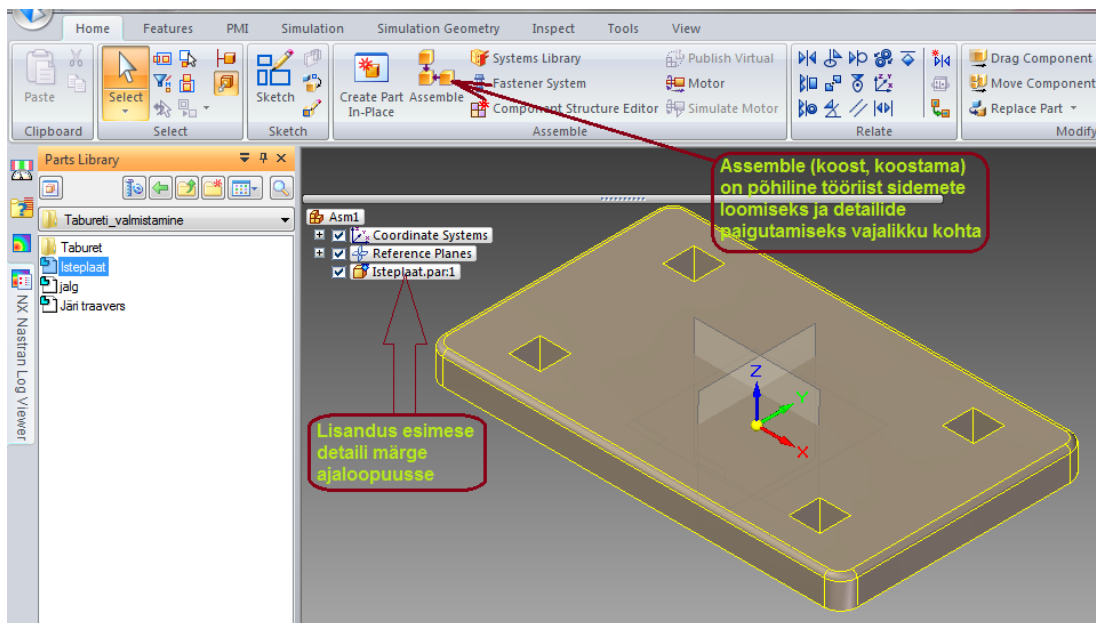 Home Features PMI Simulation Simulation Geometry Inspect Tools View
Paste
Clipboard
Select
Select
Sketch
Sketch
Create Part
In-Place
Assemble
Systems Library
Fastener System
Component Structure Editor
Publish Virtual
Motor
Simulate Motor
Assemble
Relate
Drag Component
Move Component
Replace Part
Modify
Parts Library
Tabureti_valmistamine
Taburet
Isteplaat
jalg
Järi traavers
NX Nastran Log Viewer
Asm1
Coordinate Systems
Reference Planes
Isteplaat.par:1
Assemble (koost, koostama)
on põhiline tööriist sidemete
loomiseks ja detailide
paigutamiseks vajalikku kohta
Z
Y
X
Lisandus esimese
detaili märge
ajaloopuusse